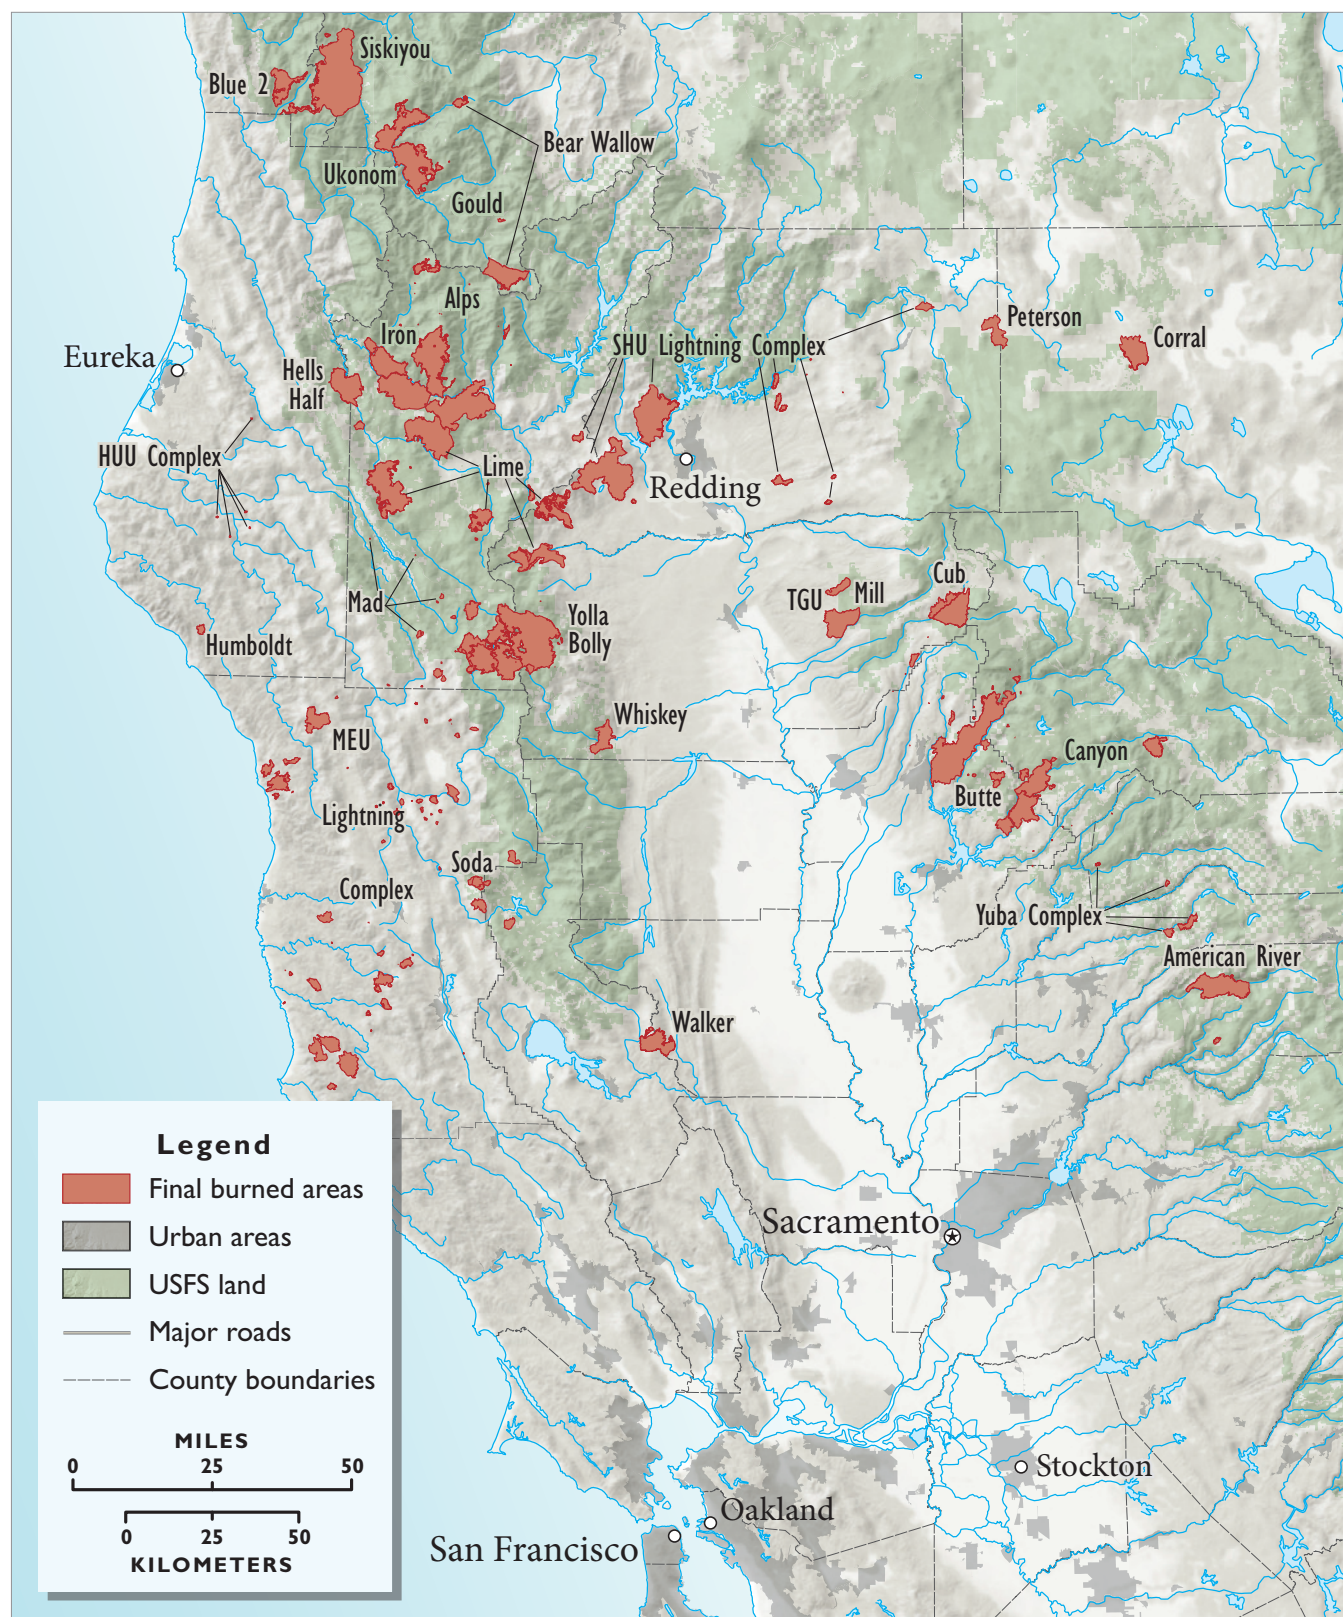 Siskiyou
Blue 2
Bear Wallow
Ukonom
Gould
Alps
Iron
Peterson
SHU Lightning Complex
Corral
Eureka
Hells
Half
HUU Complex
Lime
Redding
Cub
Mad
TGU
Mill
Yolla
Bolly
Humboldt
Whiskey
MEU
Canyon
Butte
Lightning
Soda
Complex
Yuba Complex
American River
Walker
Legend
Final burned areas
Urban areas
USFS land
Major roads
County boundaries
MILES
0 25 50
0 25 50
KILOMETERS
Sacramento
Stockton
Oakland
San Francisco